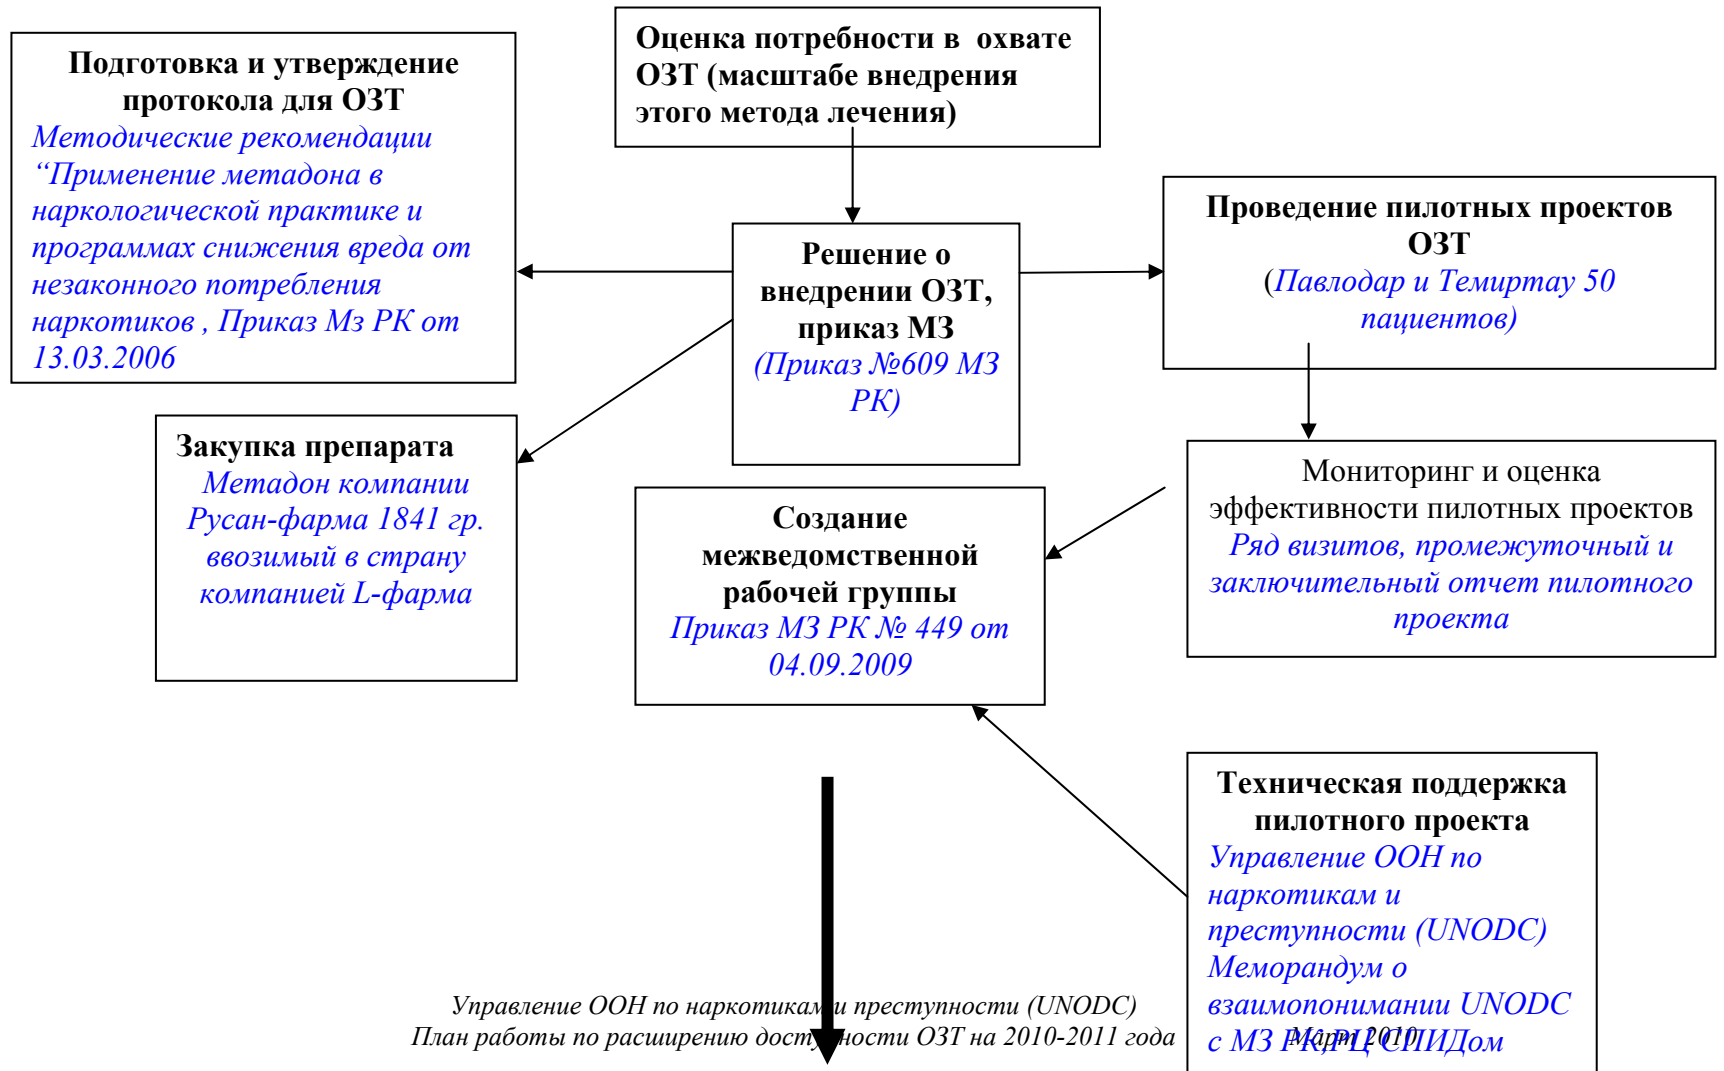 Оценка потребности в охвате
ОЗТ (масштабе внедрения
этого метода лечения)
Подготовка и утверждение
протокола для ОЗТ
Методические рекомендации
“Применение метадона в
наркологической практике и
программах снижения вреда от
незаконного потребления
наркотиков , Приказ Мз РК от
13.03.2006
Решение о
внедрении ОЗТ,
приказ МЗ
(Приказ №609 МЗ
РК)
Проведение пилотных проектов
ОЗТ
(Павлодар и Темиртау 50
пациентов)
Закупка препарата
Метадон компании
Русан-фарма 1841 гр.
ввозимый в страну
компанией L-фарма
Создание
межведомственной
рабочей группы
Приказ МЗ РК № 449 от
04.09.2009
Мониторинг и оценка
эффективности пилотных проектов
Ряд визитов, промежуточный и
заключительный отчет пилотного
проекта
Техническая поддержка
пилотного проекта
Управление ООН по
наркотикам и
преступности (UNODC)
Меморандум о
взаимопонимании UNODC
с МЗ РК,РЦ СПИДом
Управление ООН по наркотикам и преступности (UNODC)
План работы по расширению доступности ОЗТ на 2010-2011 года Март 2010